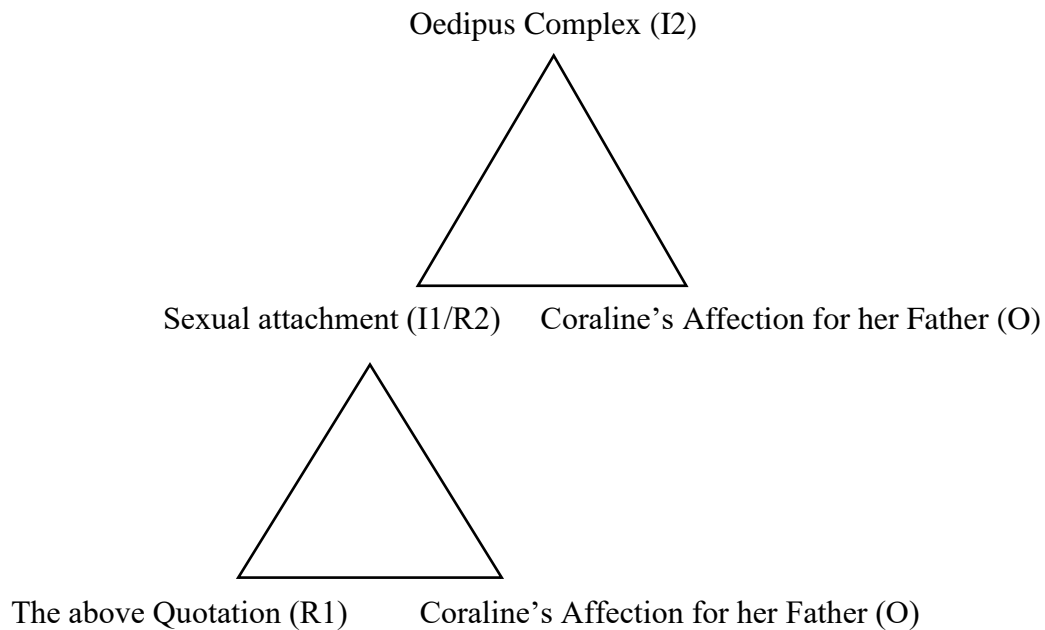 Oedipus Complex (I2)
Sexual attachment (I1/R2) Coraline’s Affection for her Father (O)
The above Quotation (R1) Coraline’s Affection for her Father (O)